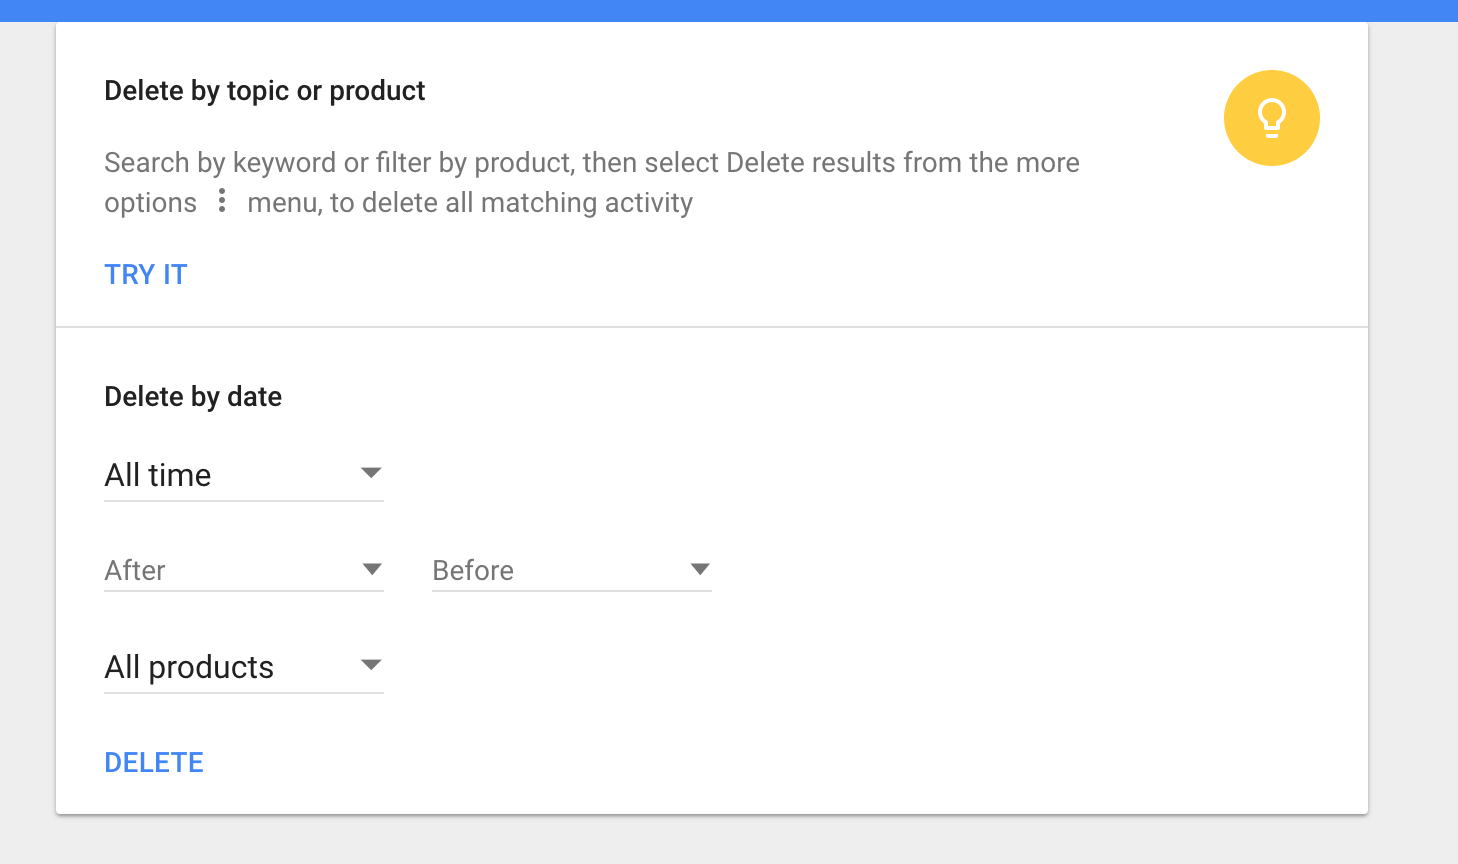 Delete by topic or product
Search by keyword or filter by product, then select Delete results from the more
options ⋮ menu, to delete all matching activity
TRY IT
Delete by date
All time
After Before
All products
DELETE